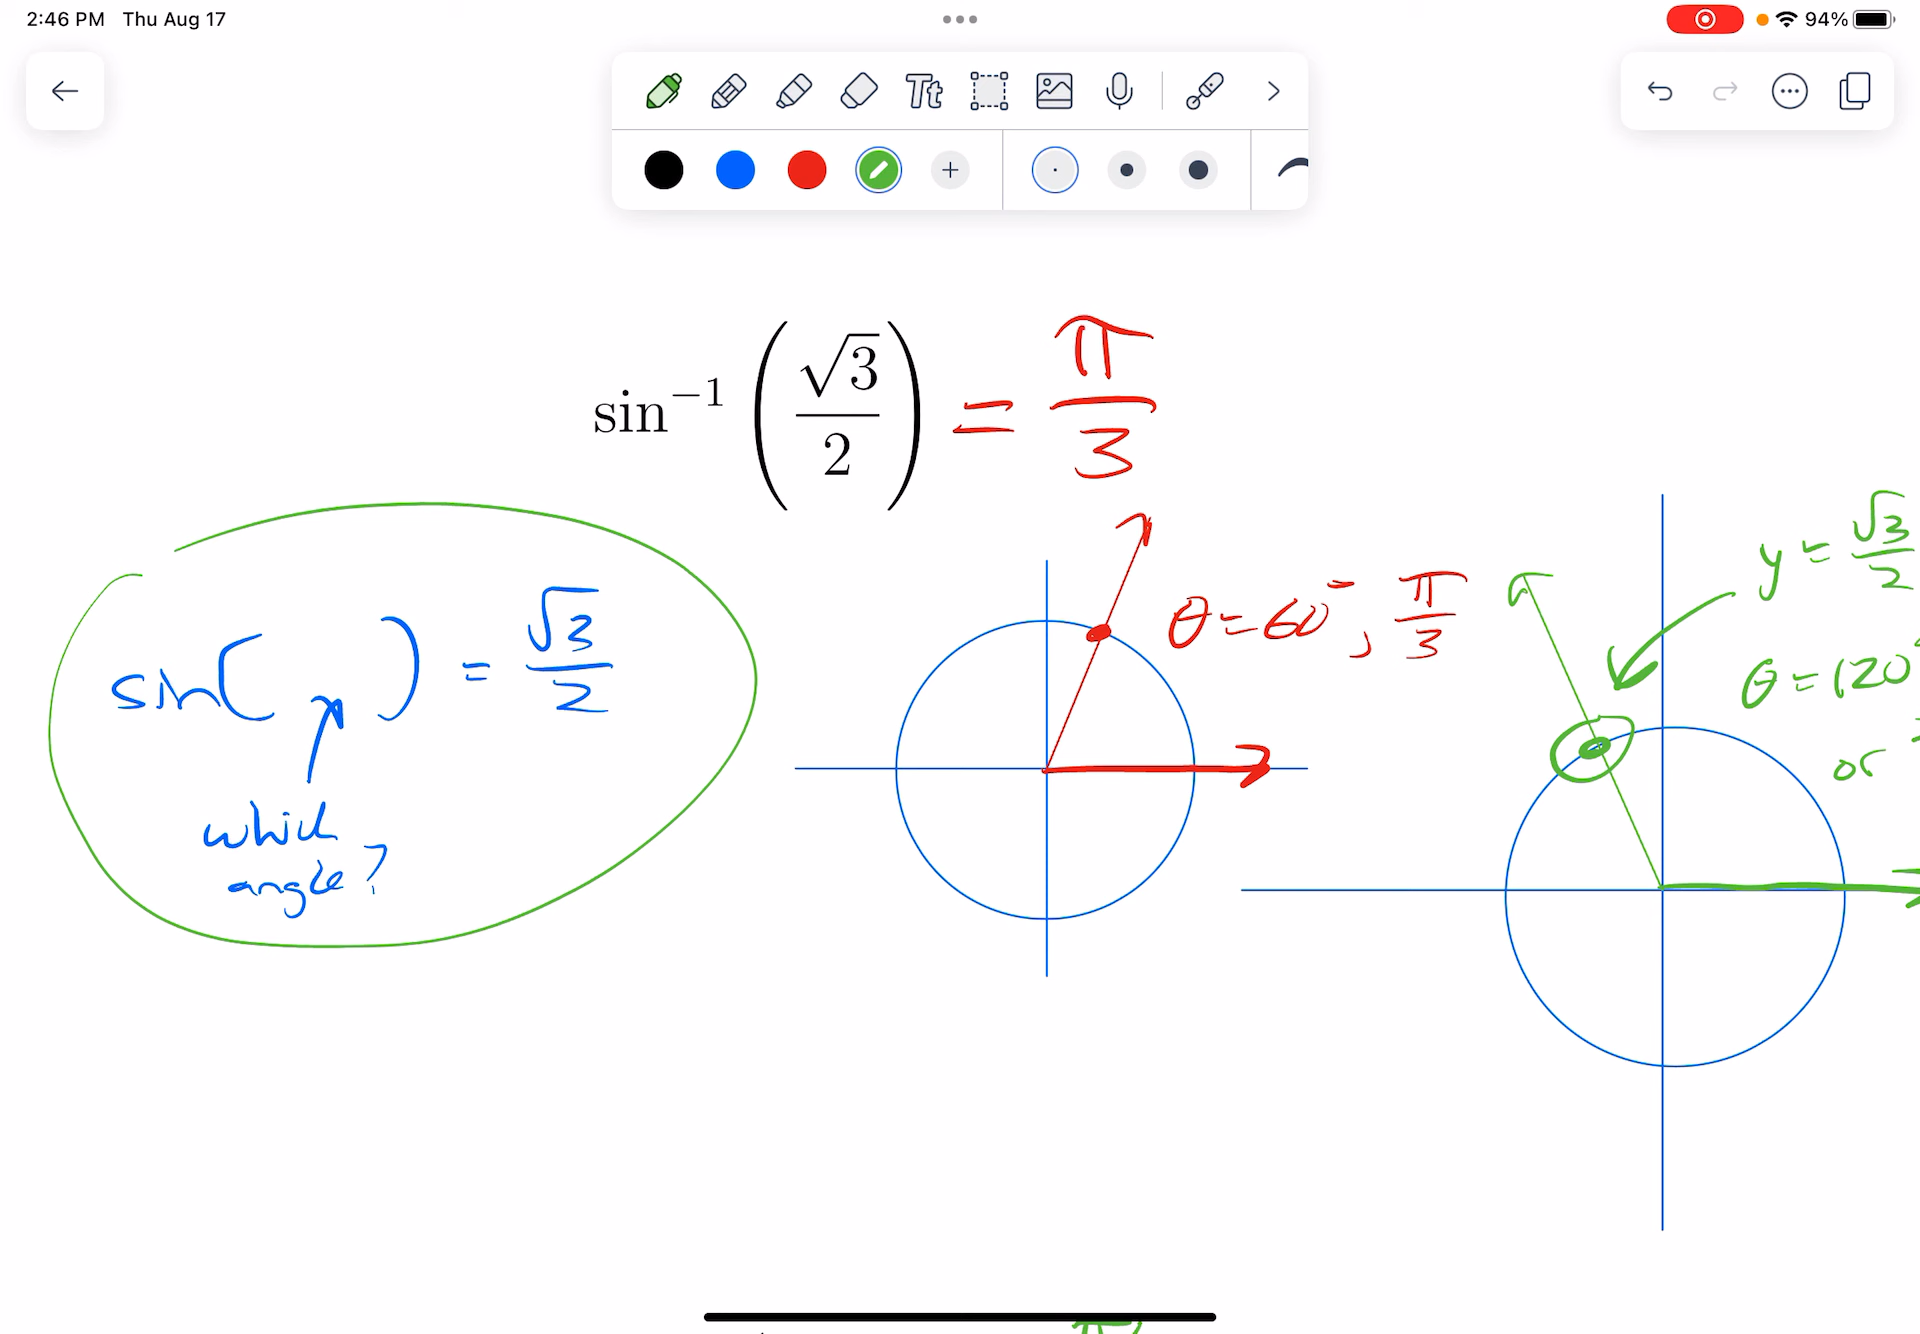 2:46 PM Thu Aug 17
94%
Tt
sin⁻¹(√3/2) = π/3
sin( ) = √3/2
which
angle?
θ = 60°, π/3
y = √3/2
θ = 120°
or